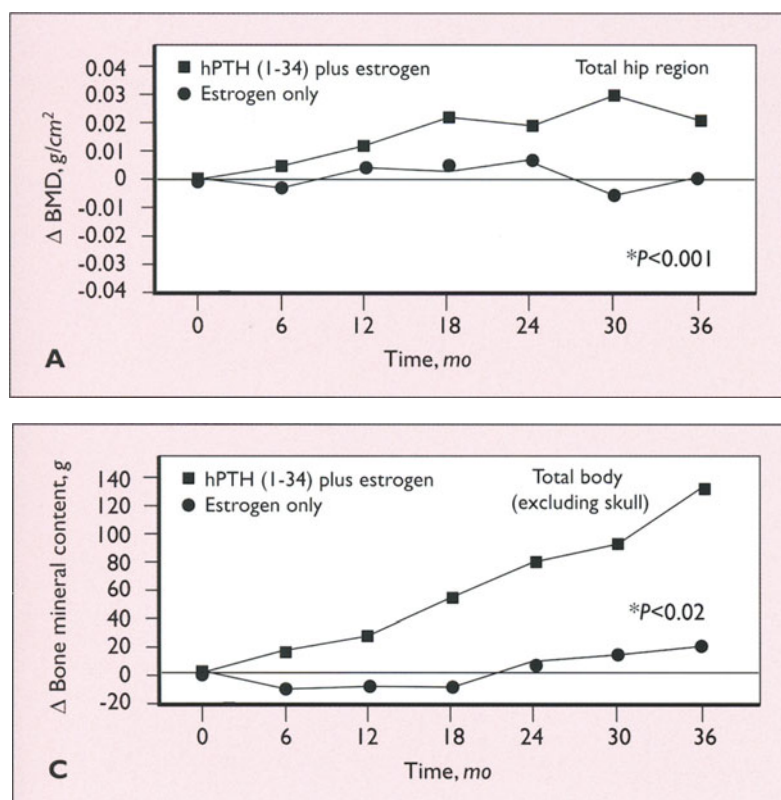 hPTH (1-34) plus estrogen
Estrogen only
Total hip region
0.04
0.03
0.02
0.01
0
-0.01
-0.02
-0.03
-0.04
Δ BMD, g/cm²
*P<0.001
0 6 12 18 24 30 36
Time, mo
A
hPTH (1-34) plus estrogen
Estrogen only
Total body
(excluding skull)
140
120
100
80
60
40
20
0
-20
Δ Bone mineral content, g
*P<0.02
0 6 12 18 24 30 36
Time, mo
C